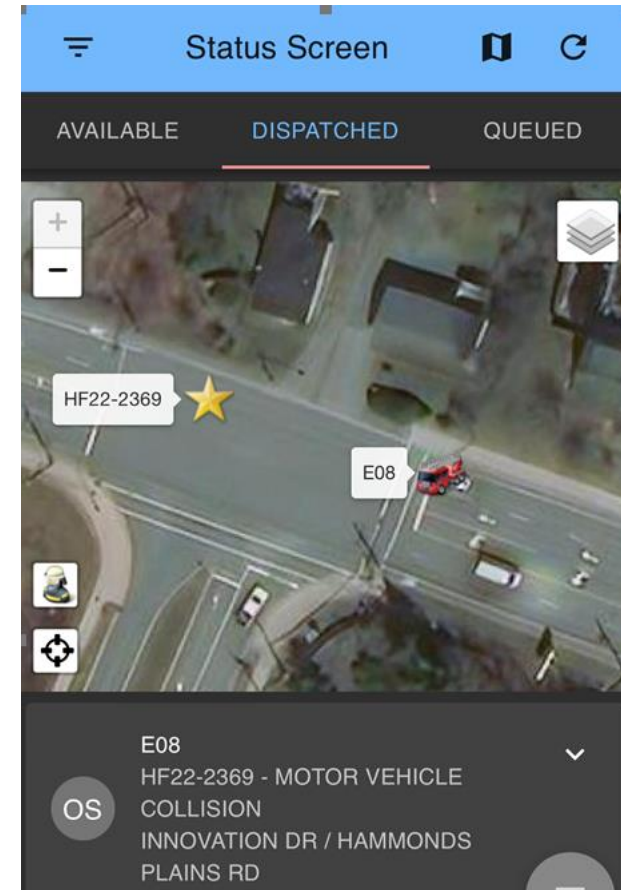 Status Screen
AVAILABLE DISPATCHED QUEUED
+
−
HF22-2369
E08
E08
HF22-2369 - MOTOR VEHICLE
COLLISION
OS
INNOVATION DR / HAMMONDS
PLAINS RD